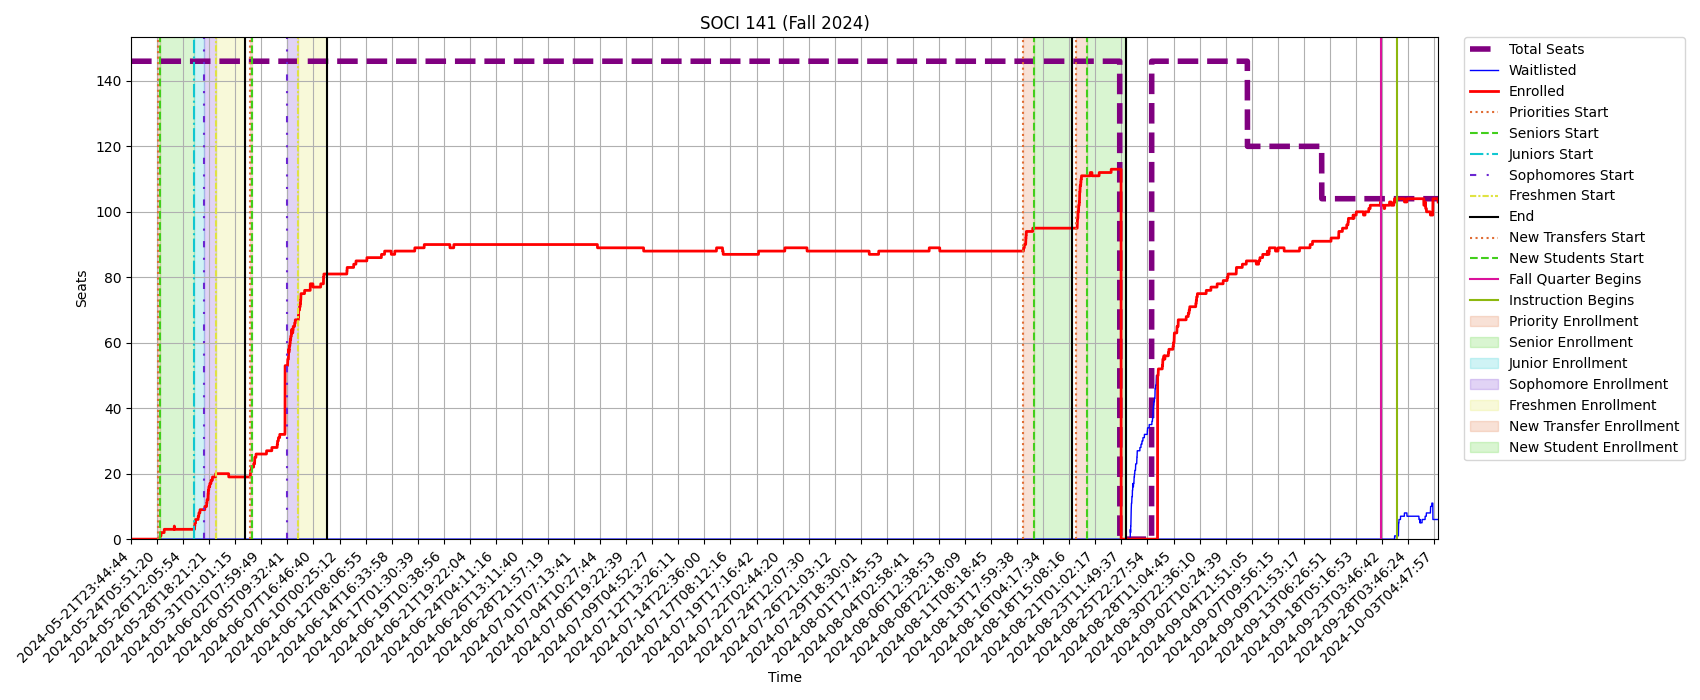 SOCI 141 (Fall 2024)
Seats
140
120
100
80
60
40
20
0
2024-05-21T23:44:44
2024-05-24T05:51:20
2024-05-26T12:05:54
2024-05-28T18:21:21
2024-05-31T01:01:15
2024-06-02T07:59:49
2024-06-05T09:32:41
2024-06-07T16:46:40
2024-06-10T00:25:12
2024-06-12T08:06:55
2024-06-14T16:33:58
2024-06-17T01:30:39
2024-06-19T10:38:56
2024-06-21T19:22:04
2024-06-24T04:11:16
2024-06-26T13:11:40
2024-06-28T21:57:19
2024-07-01T07:13:41
2024-07-04T10:27:44
2024-07-06T19:22:39
2024-07-09T04:52:27
2024-07-12T13:26:11
2024-07-14T22:36:00
2024-07-17T08:12:16
2024-07-19T17:16:42
2024-07-22T02:44:20
2024-07-24T12:07:30
2024-07-26T21:03:12
2024-07-29T18:30:01
2024-08-01T17:45:53
2024-08-04T02:58:41
2024-08-06T12:38:53
2024-08-08T22:18:09
2024-08-11T08:18:45
2024-08-13T17:59:38
2024-08-16T04:17:34
2024-08-18T15:08:16
2024-08-21T01:02:17
2024-08-23T11:49:37
2024-08-25T22:27:54
2024-08-28T11:04:45
2024-08-30T22:36:10
2024-09-02T10:24:39
2024-09-04T21:51:05
2024-09-07T09:56:15
2024-09-09T21:53:17
2024-09-13T06:26:51
2024-09-18T05:16:53
2024-09-23T03:46:42
2024-09-28T03:46:24
2024-10-03T04:47:57
Time
Total Seats
Waitlisted
Enrolled
Priorities Start
Seniors Start
Juniors Start
Sophomores Start
Freshmen Start
End
New Transfers Start
New Students Start
Fall Quarter Begins
Instruction Begins
Priority Enrollment
Senior Enrollment
Junior Enrollment
Sophomore Enrollment
Freshmen Enrollment
New Transfer Enrollment
New Student Enrollment